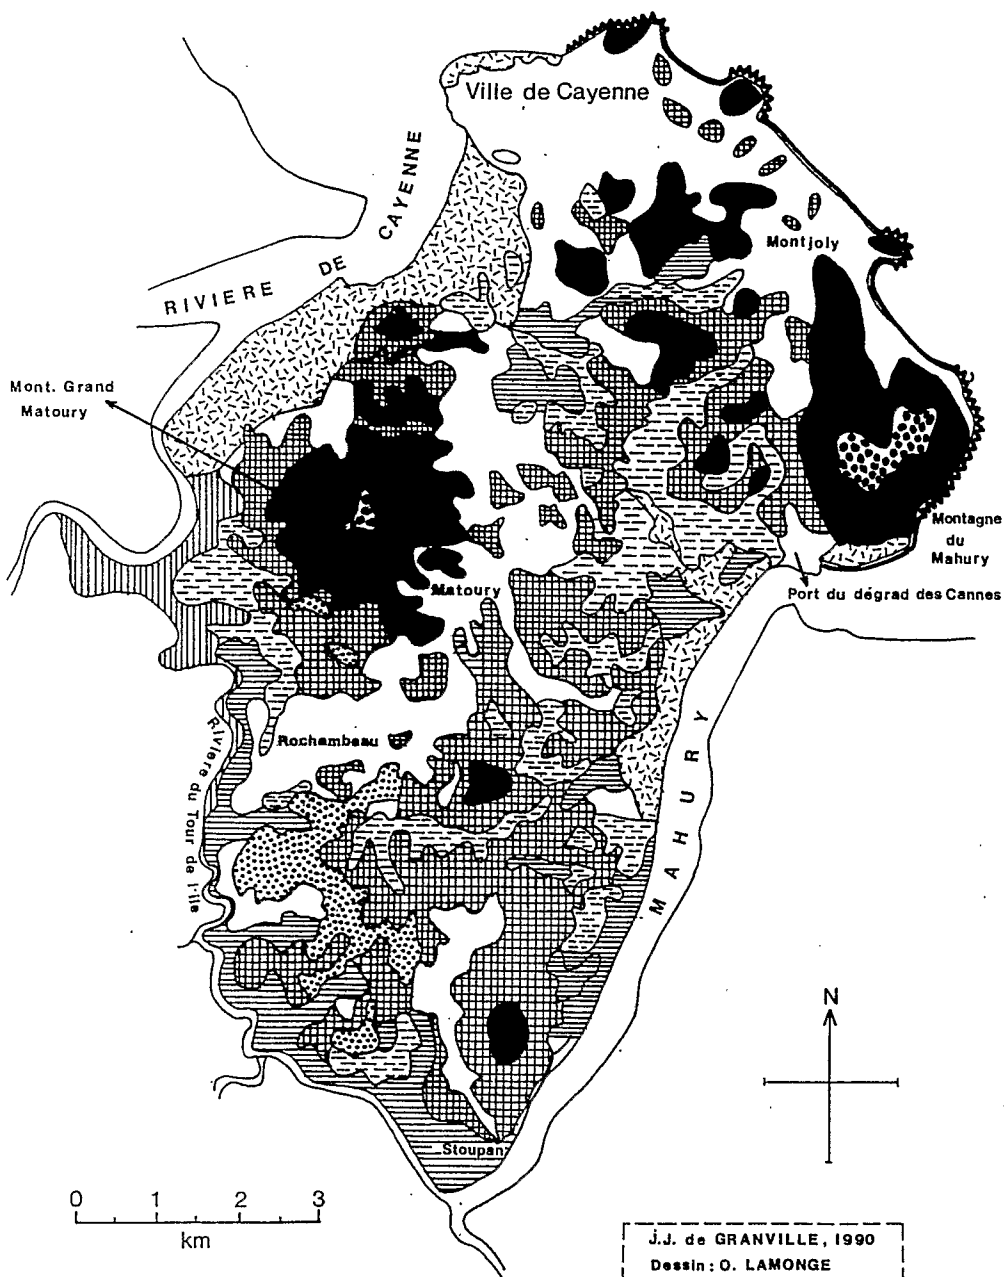 Ville de Cayenne
RIVIERE DE CAYENNE
Montjoly
Mont. Grand
Matoury
Montagne
du
Mahury
Matoury
Port du dégrad des Cannes
Rochambeau
Rivière du Tour de l'Ile
MAHURY
N
Stoupan
0 1 2 3
km
J.J. de GRANVILLE, 1990
Dessin: O. LAMONGE